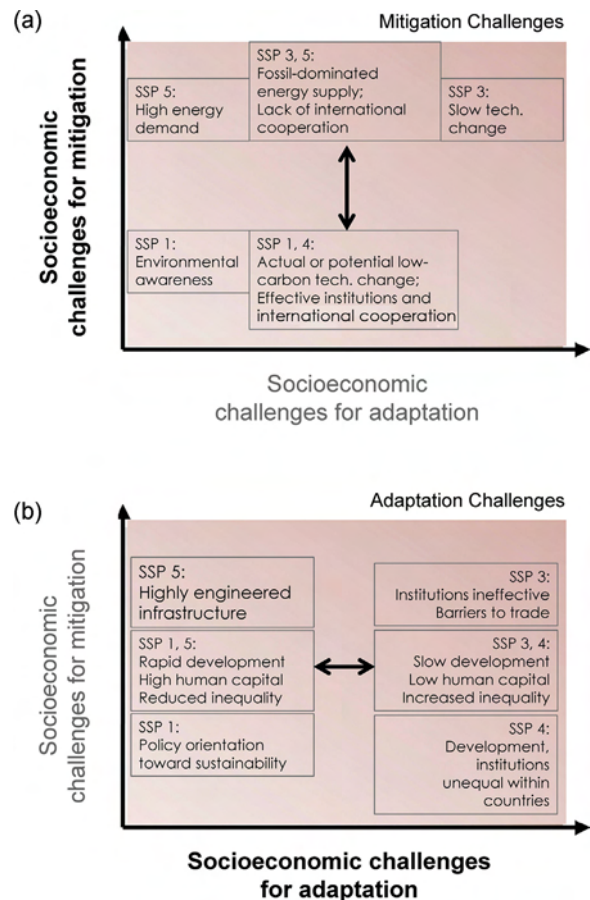 (a)
Mitigation Challenges
Socioeconomic
challenges for mitigation
SSP 5:
High energy
demand
SSP 3, 5:
Fossil-dominated
energy supply;
Lack of international
cooperation
SSP 3:
Slow tech.
change
SSP 1:
Environmental
awareness
SSP 1, 4:
Actual or potential low-
carbon tech. change;
Effective institutions and
international cooperation
Socioeconomic
challenges for adaptation
(b)
Adaptation Challenges
Socioeconomic
challenges for mitigation
SSP 5:
Highly engineered
infrastructure
SSP 1, 5:
Rapid development
High human capital
Reduced inequality
SSP 1:
Policy orientation
toward sustainability
SSP 3:
Institutions ineffective
Barriers to trade
SSP 3, 4:
Slow development
Low human capital
Increased inequality
SSP 4:
Development,
institutions
unequal within
countries
Socioeconomic challenges
for adaptation